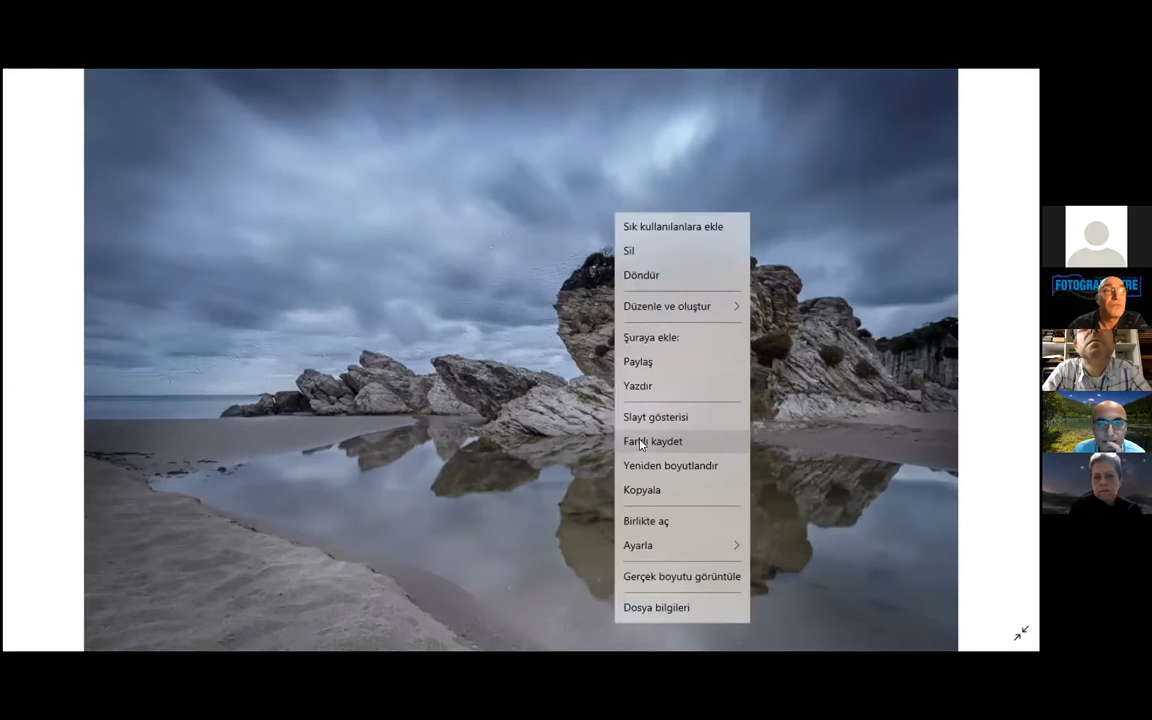 Sık kullanılanlara ekle
Sil
Döndür
Düzenle ve oluştur
Şuraya ekle:
Paylaş
Yazdır
Slayt gösterisi
Farklı kaydet
Yeniden boyutlandır
Kopyala
Birlikte aç
Ayarla
Gerçek boyutu görüntüle
Dosya bilgileri